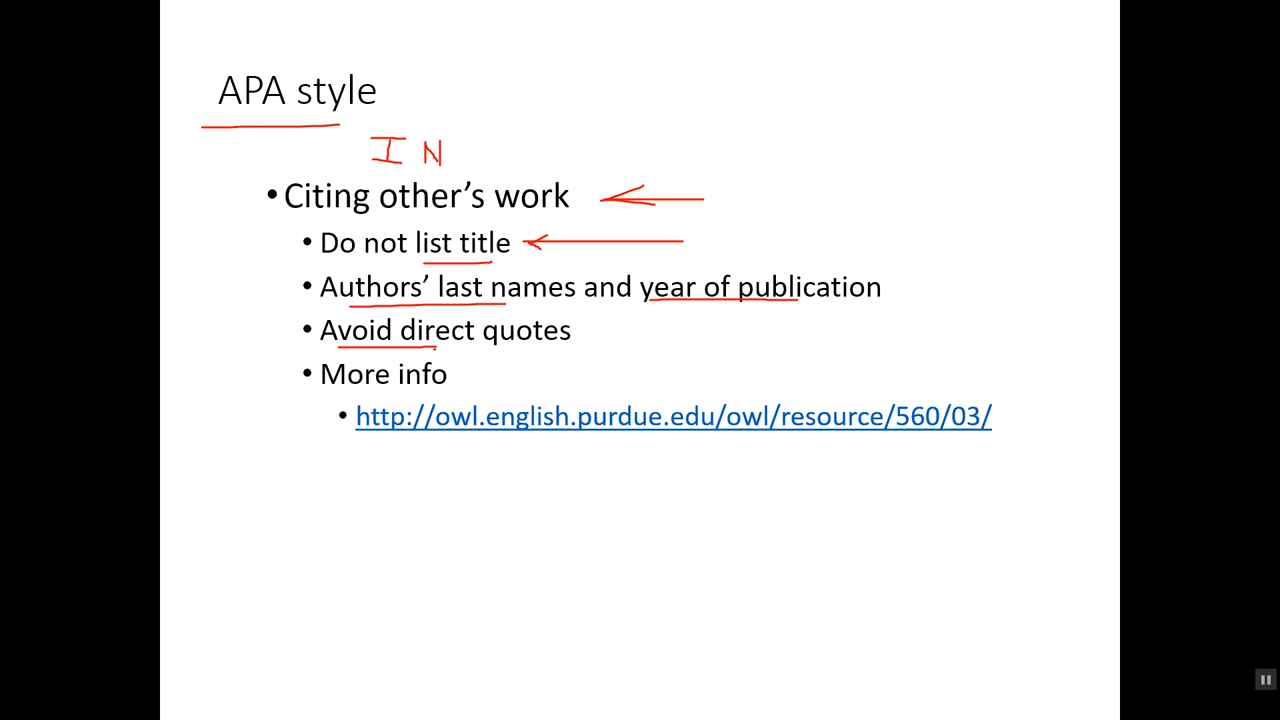 APA style
I N
• Citing other's work
• Do not list title
• Authors' last names and year of publication
• Avoid direct quotes
• More info
• http://owl.english.purdue.edu/owl/resource/560/03/